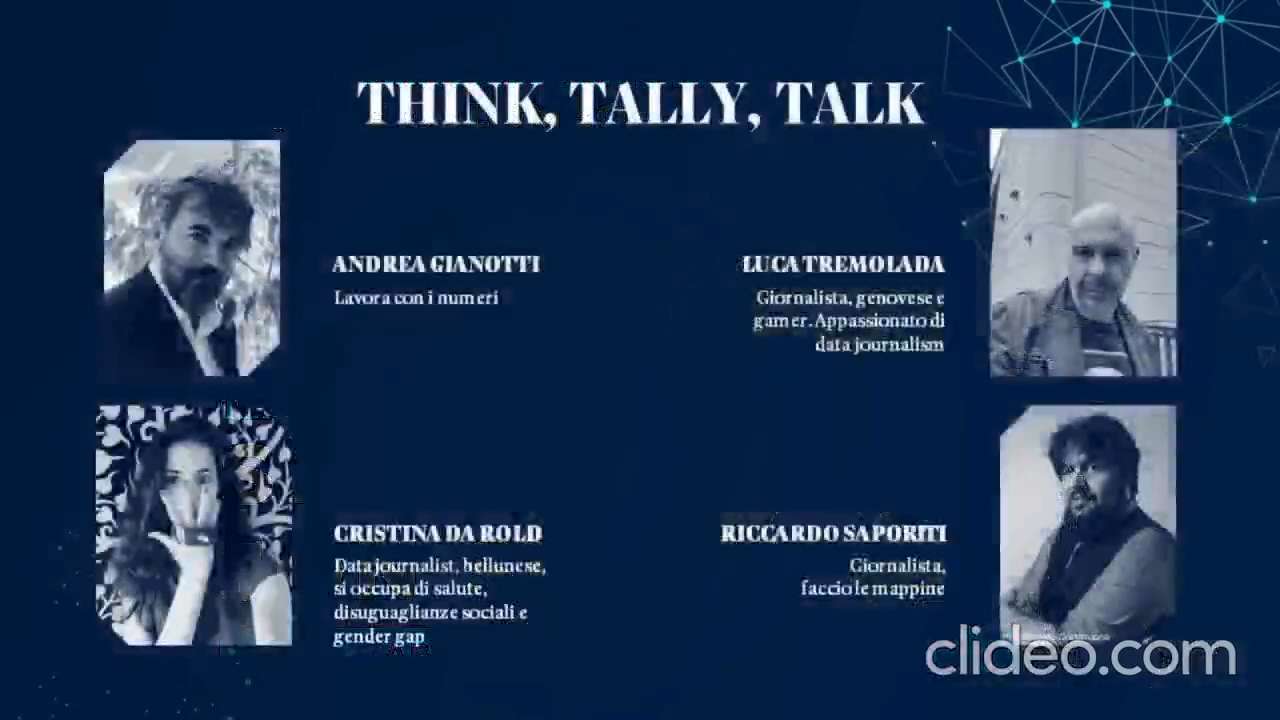 THINK, TALLY, TALK
ANDREA GIANOTTI
Lavora con i numeri
LUCA TREMOLADA
Giornalista, genovese e
gamer. Appassionato di
data journalism
CRISTINA DA ROLD
Data journalist, bellunese,
si occupa di salute,
disuguaglianze sociali e
gender gap
RICCARDO SAPORITI
Giornalista,
faccio le mappine
clideo.com